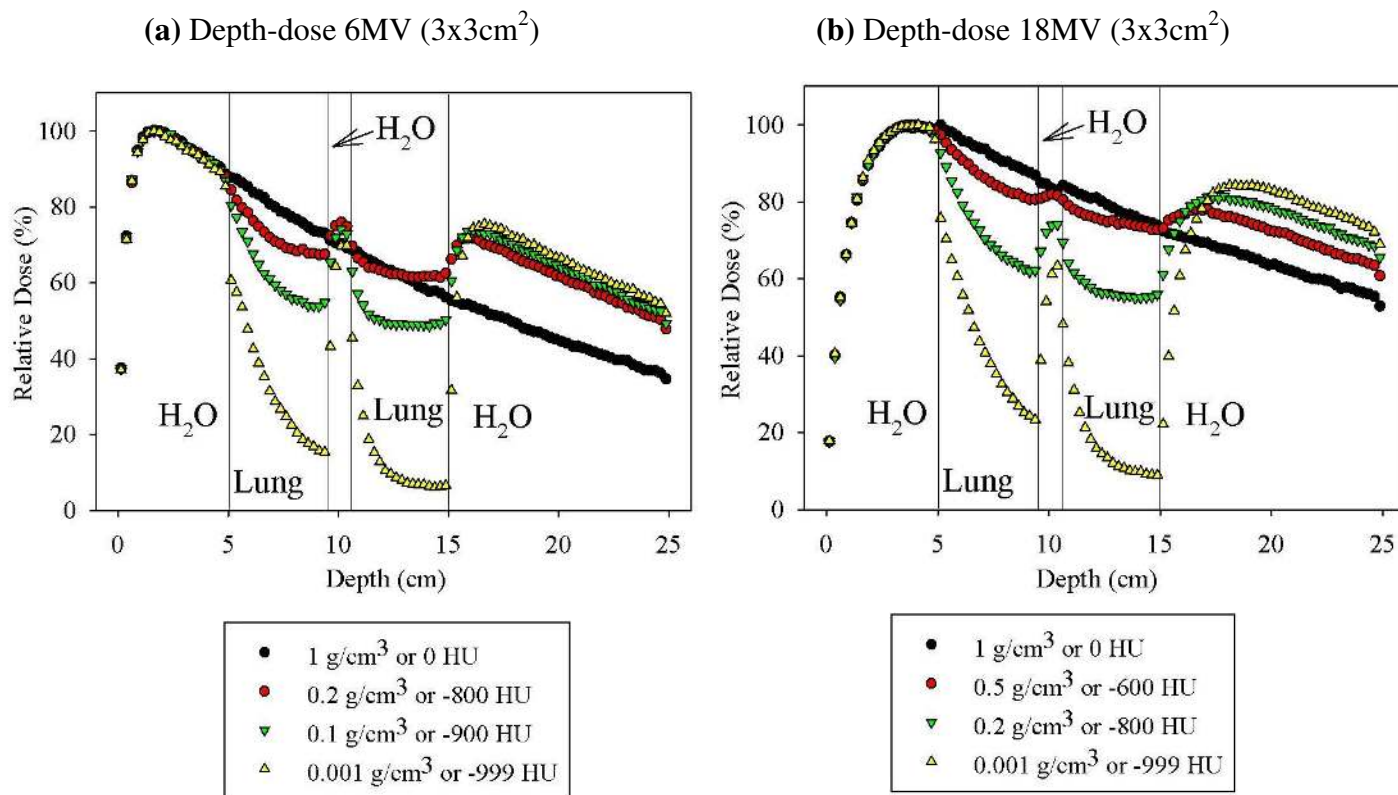 (a) Depth-dose 6MV (3x3cm²)
100
80
60
40
20
0
Relative Dose (%)
H₂O
H₂O
Lung
Lung
H₂O
0 5 10 15 20 25
Depth (cm)
1 g/cm³ or 0 HU
0.2 g/cm³ or -800 HU
0.1 g/cm³ or -900 HU
0.001 g/cm³ or -999 HU
(b) Depth-dose 18MV (3x3cm²)
100
80
60
40
20
0
Relative Dose (%)
H₂O
H₂O
Lung
Lung
H₂O
0 5 10 15 20 25
Depth (cm)
1 g/cm³ or 0 HU
0.5 g/cm³ or -600 HU
0.2 g/cm³ or -800 HU
0.001 g/cm³ or -999 HU